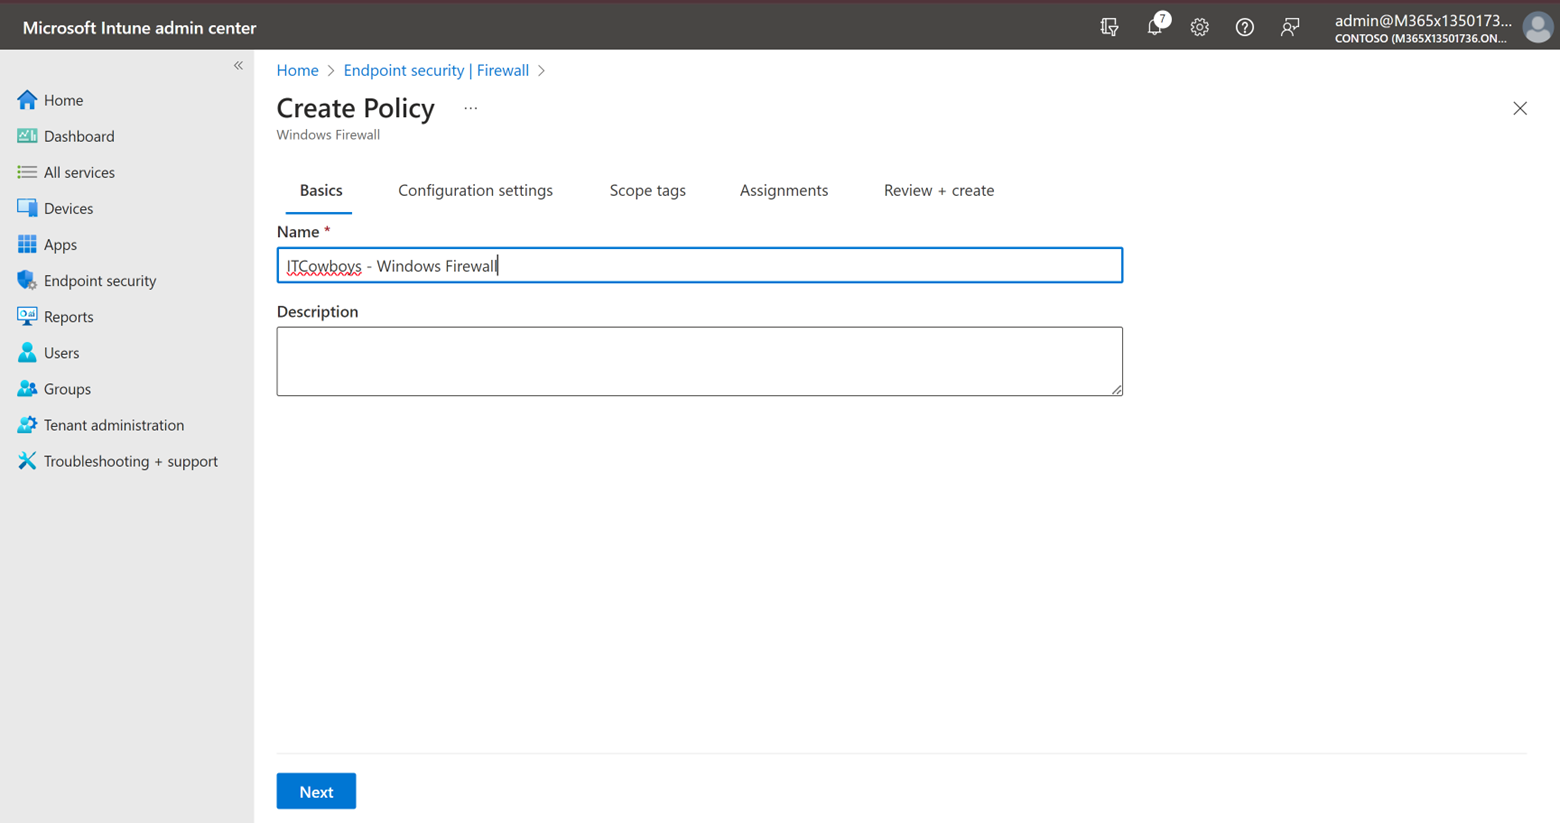 Microsoft Intune admin center
7
admin@M365x1350173...
CONTOSO (M365X13501736.ON...
Home
Dashboard
All services
Devices
Apps
Endpoint security
Reports
Users
Groups
Tenant administration
Troubleshooting + support
Home > Endpoint security | Firewall >
Create Policy ...
Windows Firewall
Basics Configuration settings Scope tags Assignments Review + create
Name *
ITCowboys - Windows Firewall
Description
Next